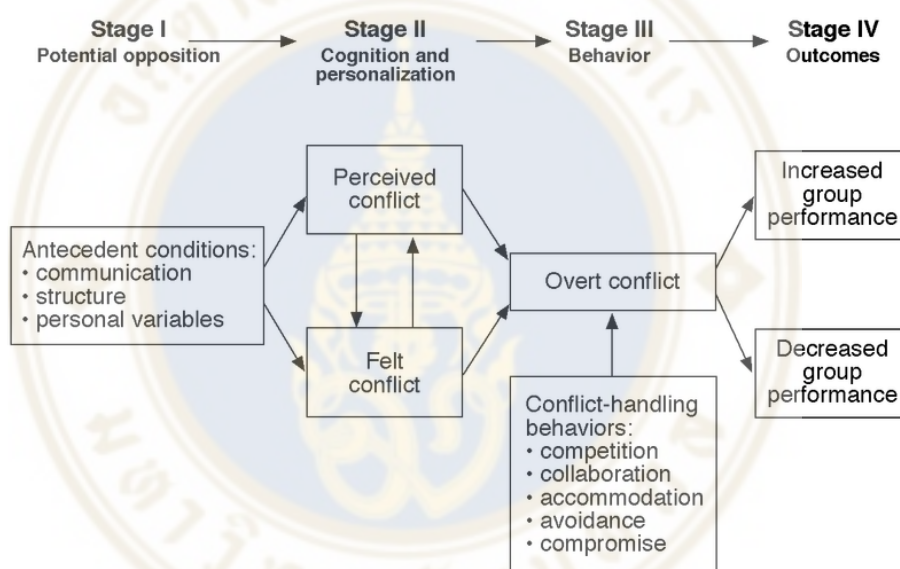 Stage I
Potential opposition
Stage II
Cognition and
personalization
Stage III
Behavior
Stage IV
Outcomes
Antecedent conditions:
• communication
• structure
• personal variables
Perceived
conflict
Felt
conflict
Overt conflict
Conflict-handling
behaviors:
• competition
• collaboration
• accommodation
• avoidance
• compromise
Increased
group
performance
Decreased
group
performance